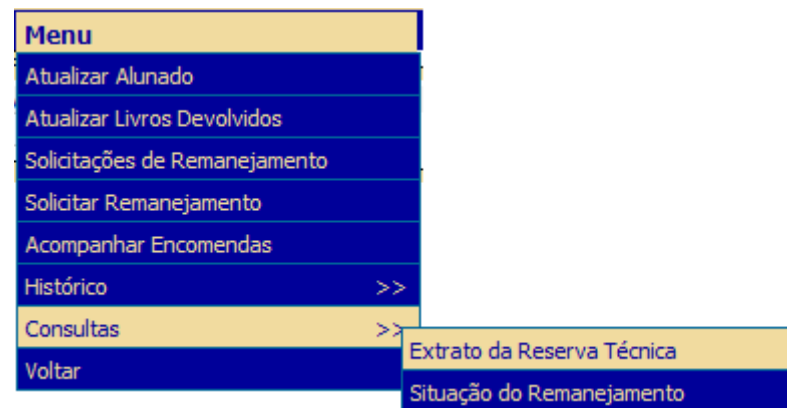 Menu
Atualizar Alunado
Atualizar Livros Devolvidos
Solicitações de Remanejamento
Solicitar Remanejamento
Acompanhar Encomendas
Histórico >>
Consultas >>
Extrato da Reserva Técnica
Voltar
Situação do Remanejamento